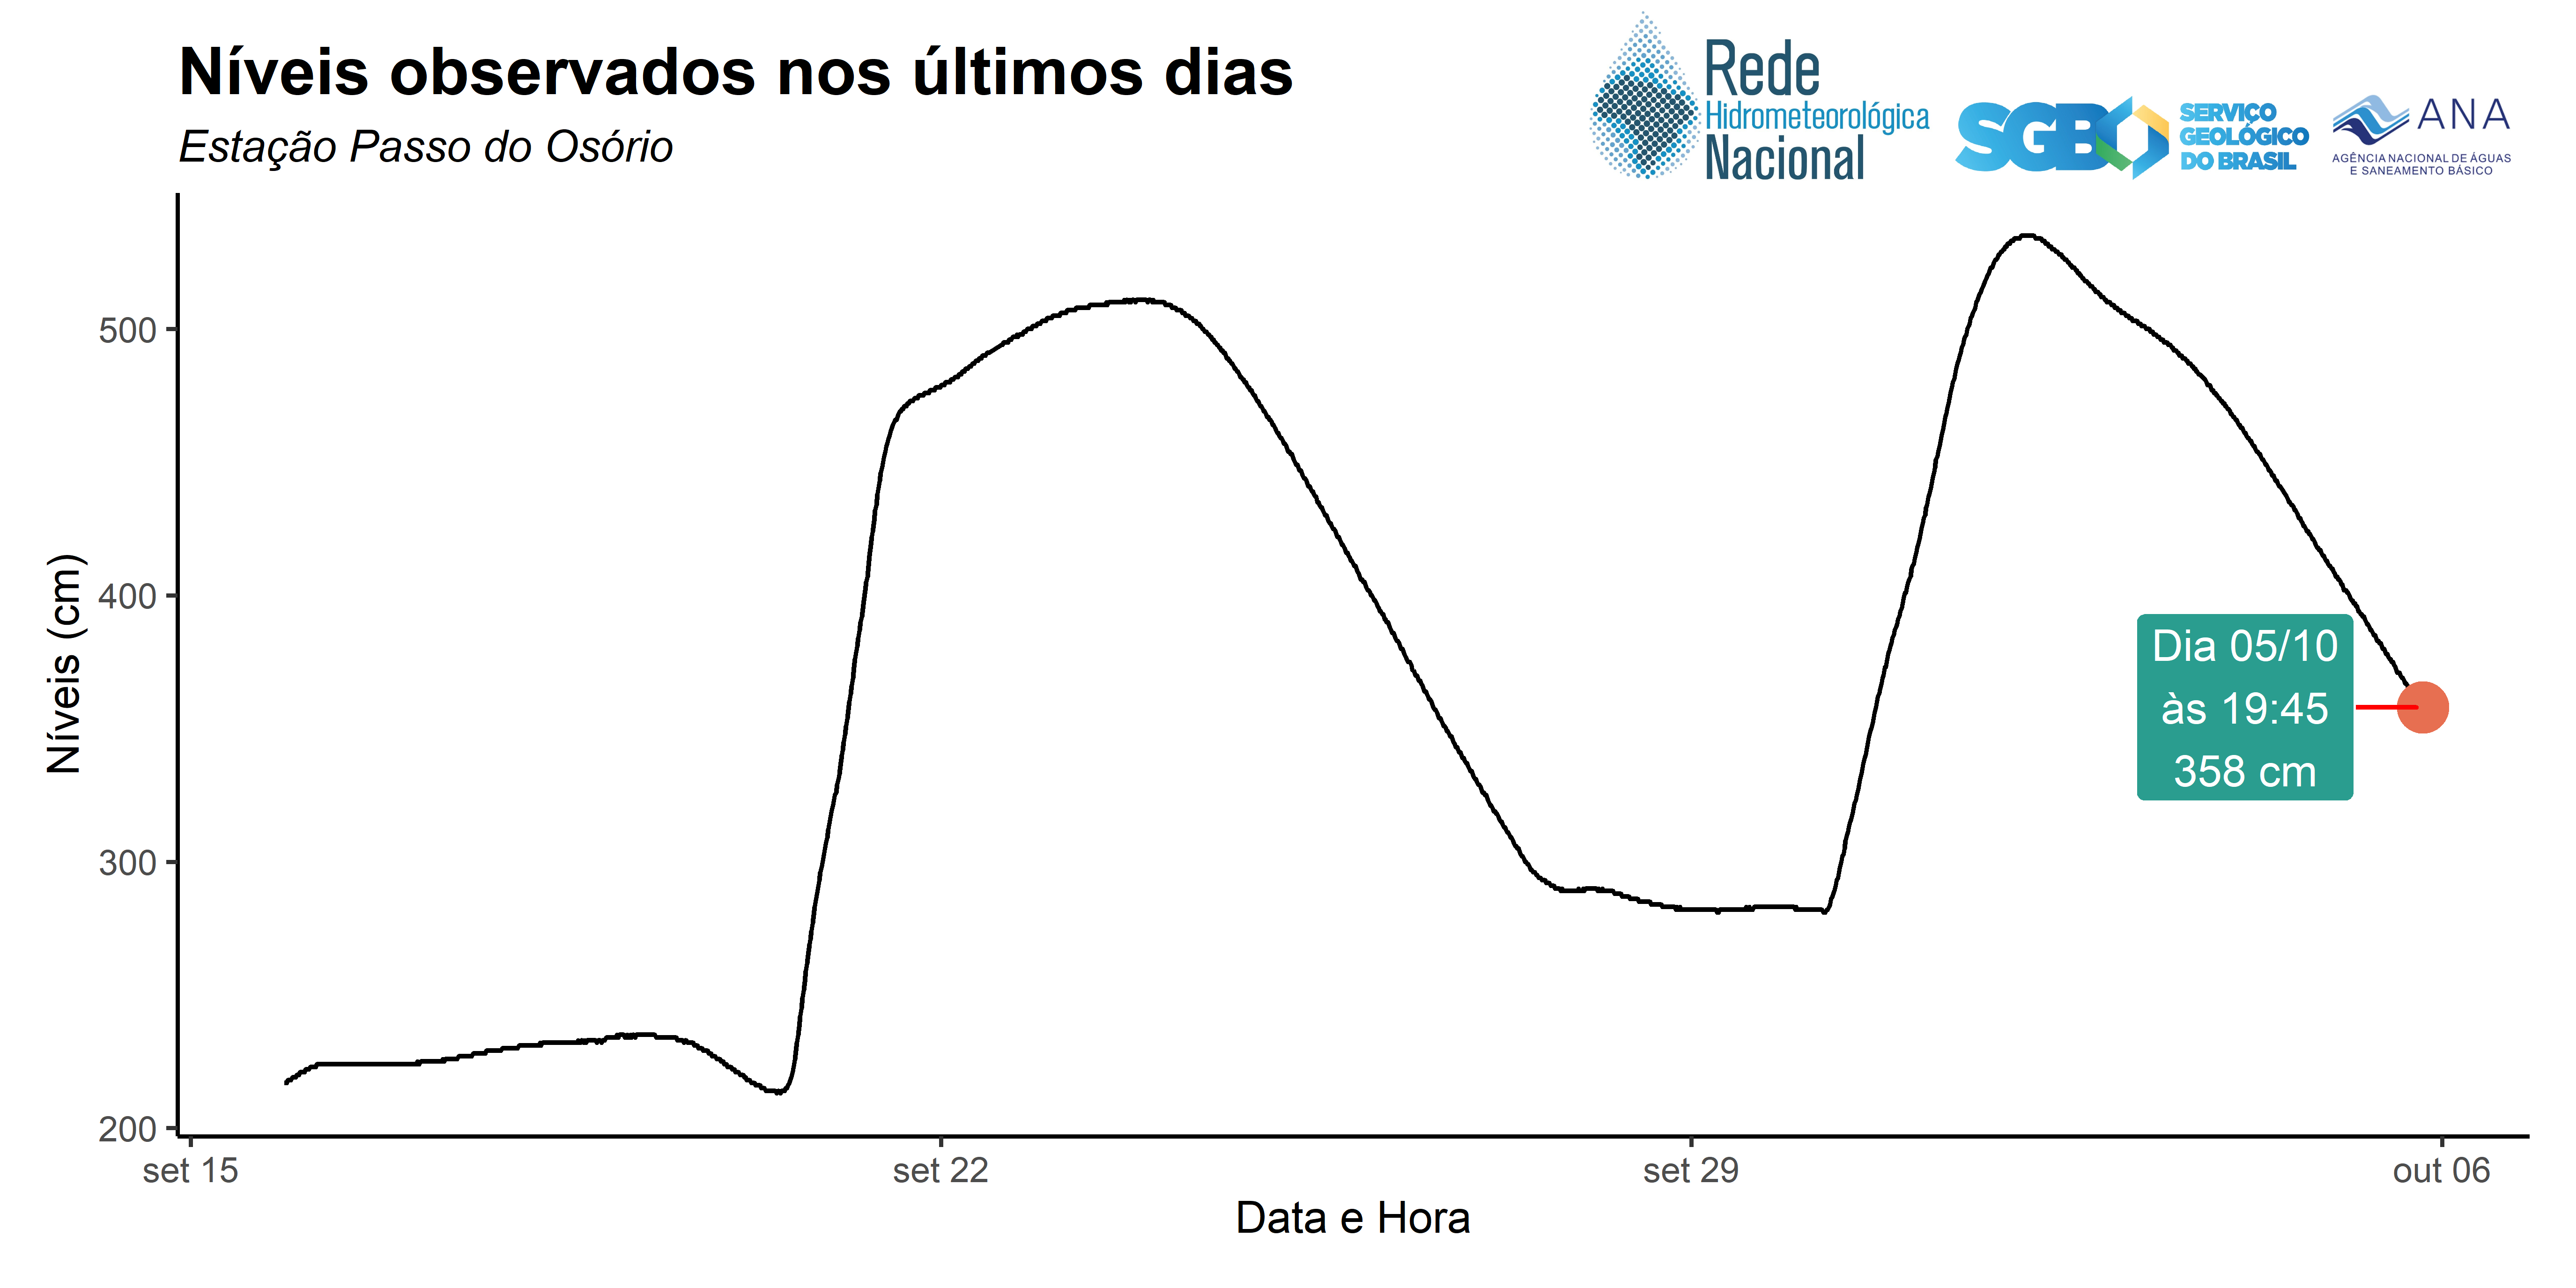 Níveis observados nos últimos dias
Estação Passo do Osório
Rede
Hidrometeorológica
Nacional
SGB
SERVIÇO
GEOLÓGICO
DO BRASIL
ANA
AGÊNCIA NACIONAL DE ÁGUAS
E SANEAMENTO BÁSICO
Níveis (cm)
500
400
300
200
Dia 05/10
às 19:45
358 cm
set 15
set 22
set 29
out 06
Data e Hora